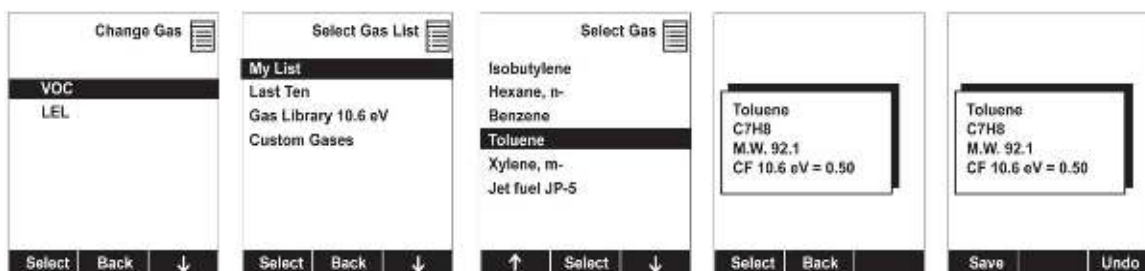 Change Gas
VOC
LEL
Select Back ↓
Select Gas List
My List
Last Ten
Gas Library 10.6 eV
Custom Gases
Select Back ↓
Select Gas
Isobutylene
Hexane, n-
Benzene
Toluene
Xylene, m-
Jet fuel JP-5
↑ Select ↓
Toluene
C7H8
M.W. 92.1
CF 10.6 eV = 0.50
Select Back
Toluene
C7H8
M.W. 92.1
CF 10.6 eV = 0.50
Save Undo